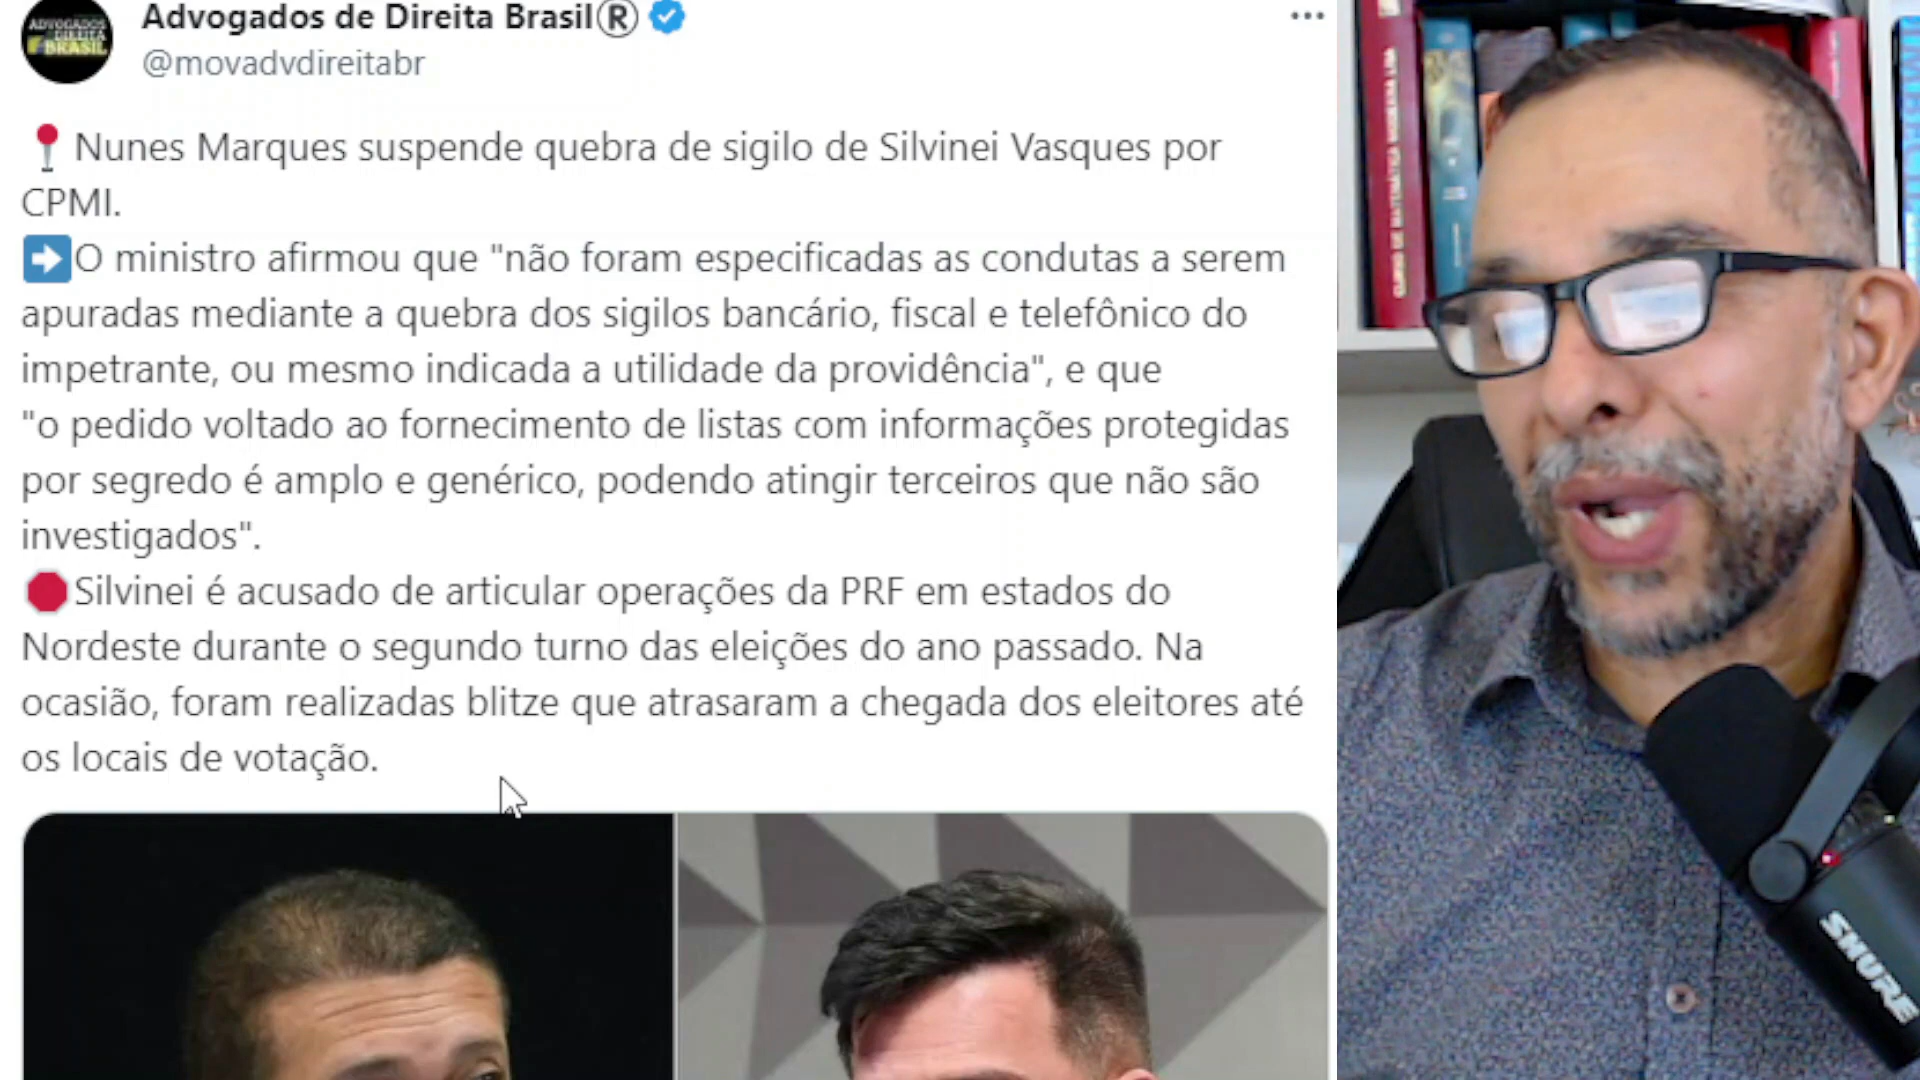 ADVOGADOS
DIREITA
BRASIL
Advogados de Direita Brasil®
@movadvdireitabr
Nunes Marques suspende quebra de sigilo de Silvinei Vasques por
CPMI.
O ministro afirmou que "não foram especificadas as condutas a serem
apuradas mediante a quebra dos sigilos bancário, fiscal e telefônico do
impetrante, ou mesmo indicada a utilidade da providência", e que
"o pedido voltado ao fornecimento de listas com informações protegidas
por segredo é amplo e genérico, podendo atingir terceiros que não são
investigados".
Silvinei é acusado de articular operações da PRF em estados do
Nordeste durante o segundo turno das eleições do ano passado. Na
ocasião, foram realizadas blitze que atrasaram a chegada dos eleitores até
os locais de votação.
SHURE